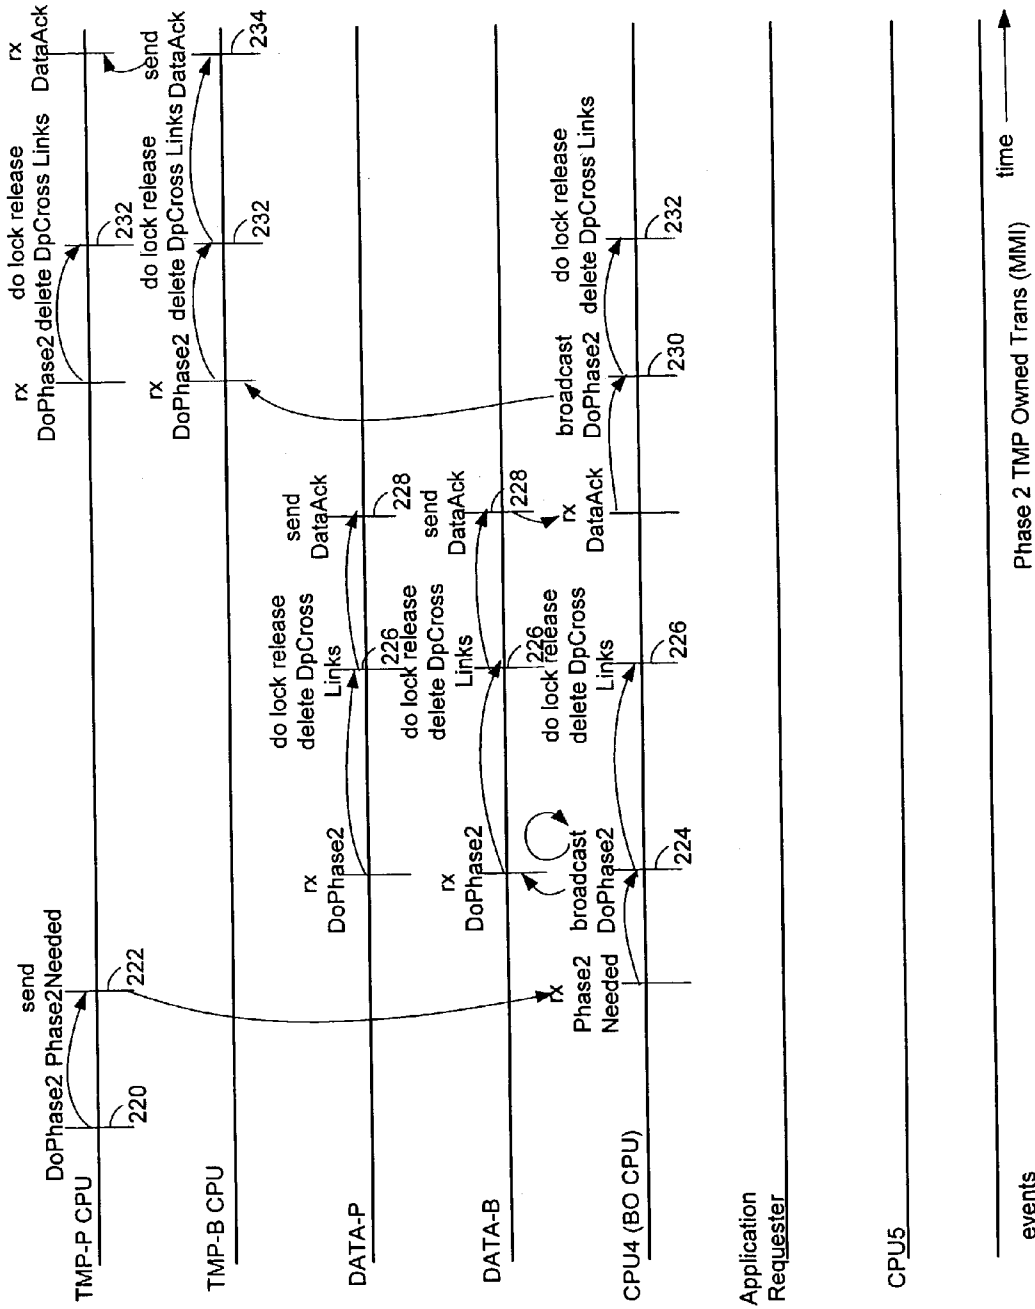 TMP-P CPU
DoPhase2
220
send
Phase2Needed
222
rx
DoPhase2
do lock release
delete DpCross Links
232
rx
DataAck
TMP-B CPU
rx
DoPhase2
do lock release
delete DpCross Links
232
send
DataAck
234
DATA-P
rx
DoPhase2
do lock release
delete DpCross
Links
226
send
DataAck
228
DATA-B
rx
DoPhase2
do lock release
delete DpCross
Links
226
send
DataAck
228
CPU4 (BO CPU)
rx
Phase2
Needed
broadcast
DoPhase2
224
do lock release
delete DpCross
Links
226
rx
DataAck
broadcast
DoPhase2
230
do lock release
delete DpCross Links
232
Application
Requester
CPU5
events
Phase 2 TMP Owned Trans (MMI)
time